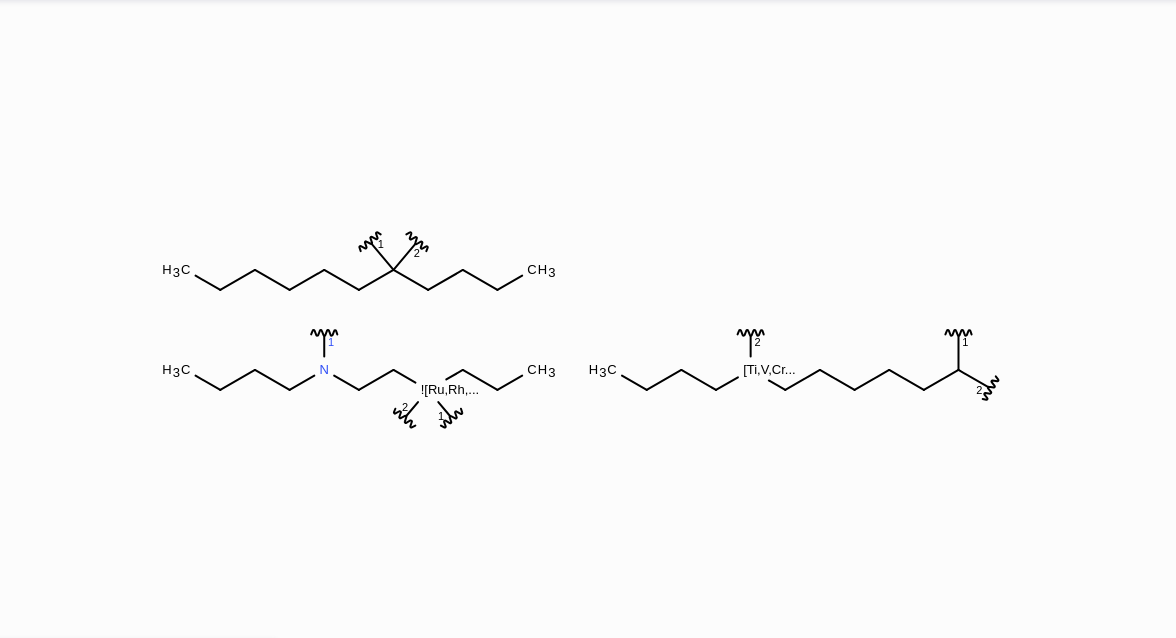 1
2
H3C CH3
1 2
H3C N CH3 H3C [Ti,V,Cr... 1
![Ru,Rh,... 2
2 1